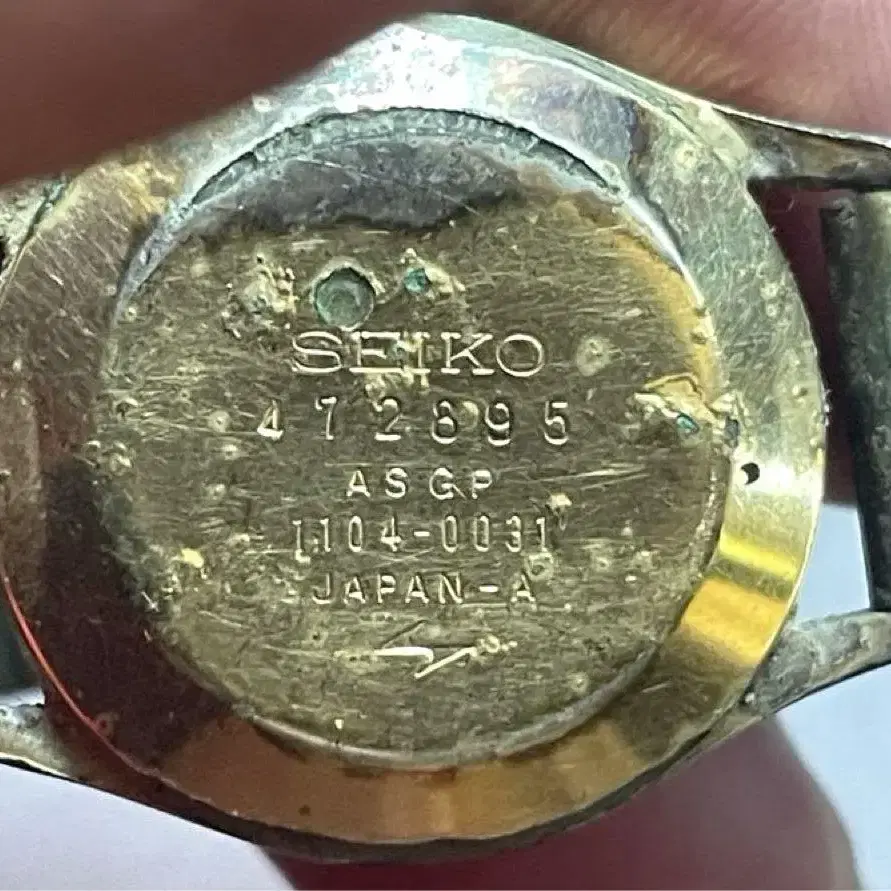 SEIKO
472895
ASGP
1104-0031
JAPAN-A